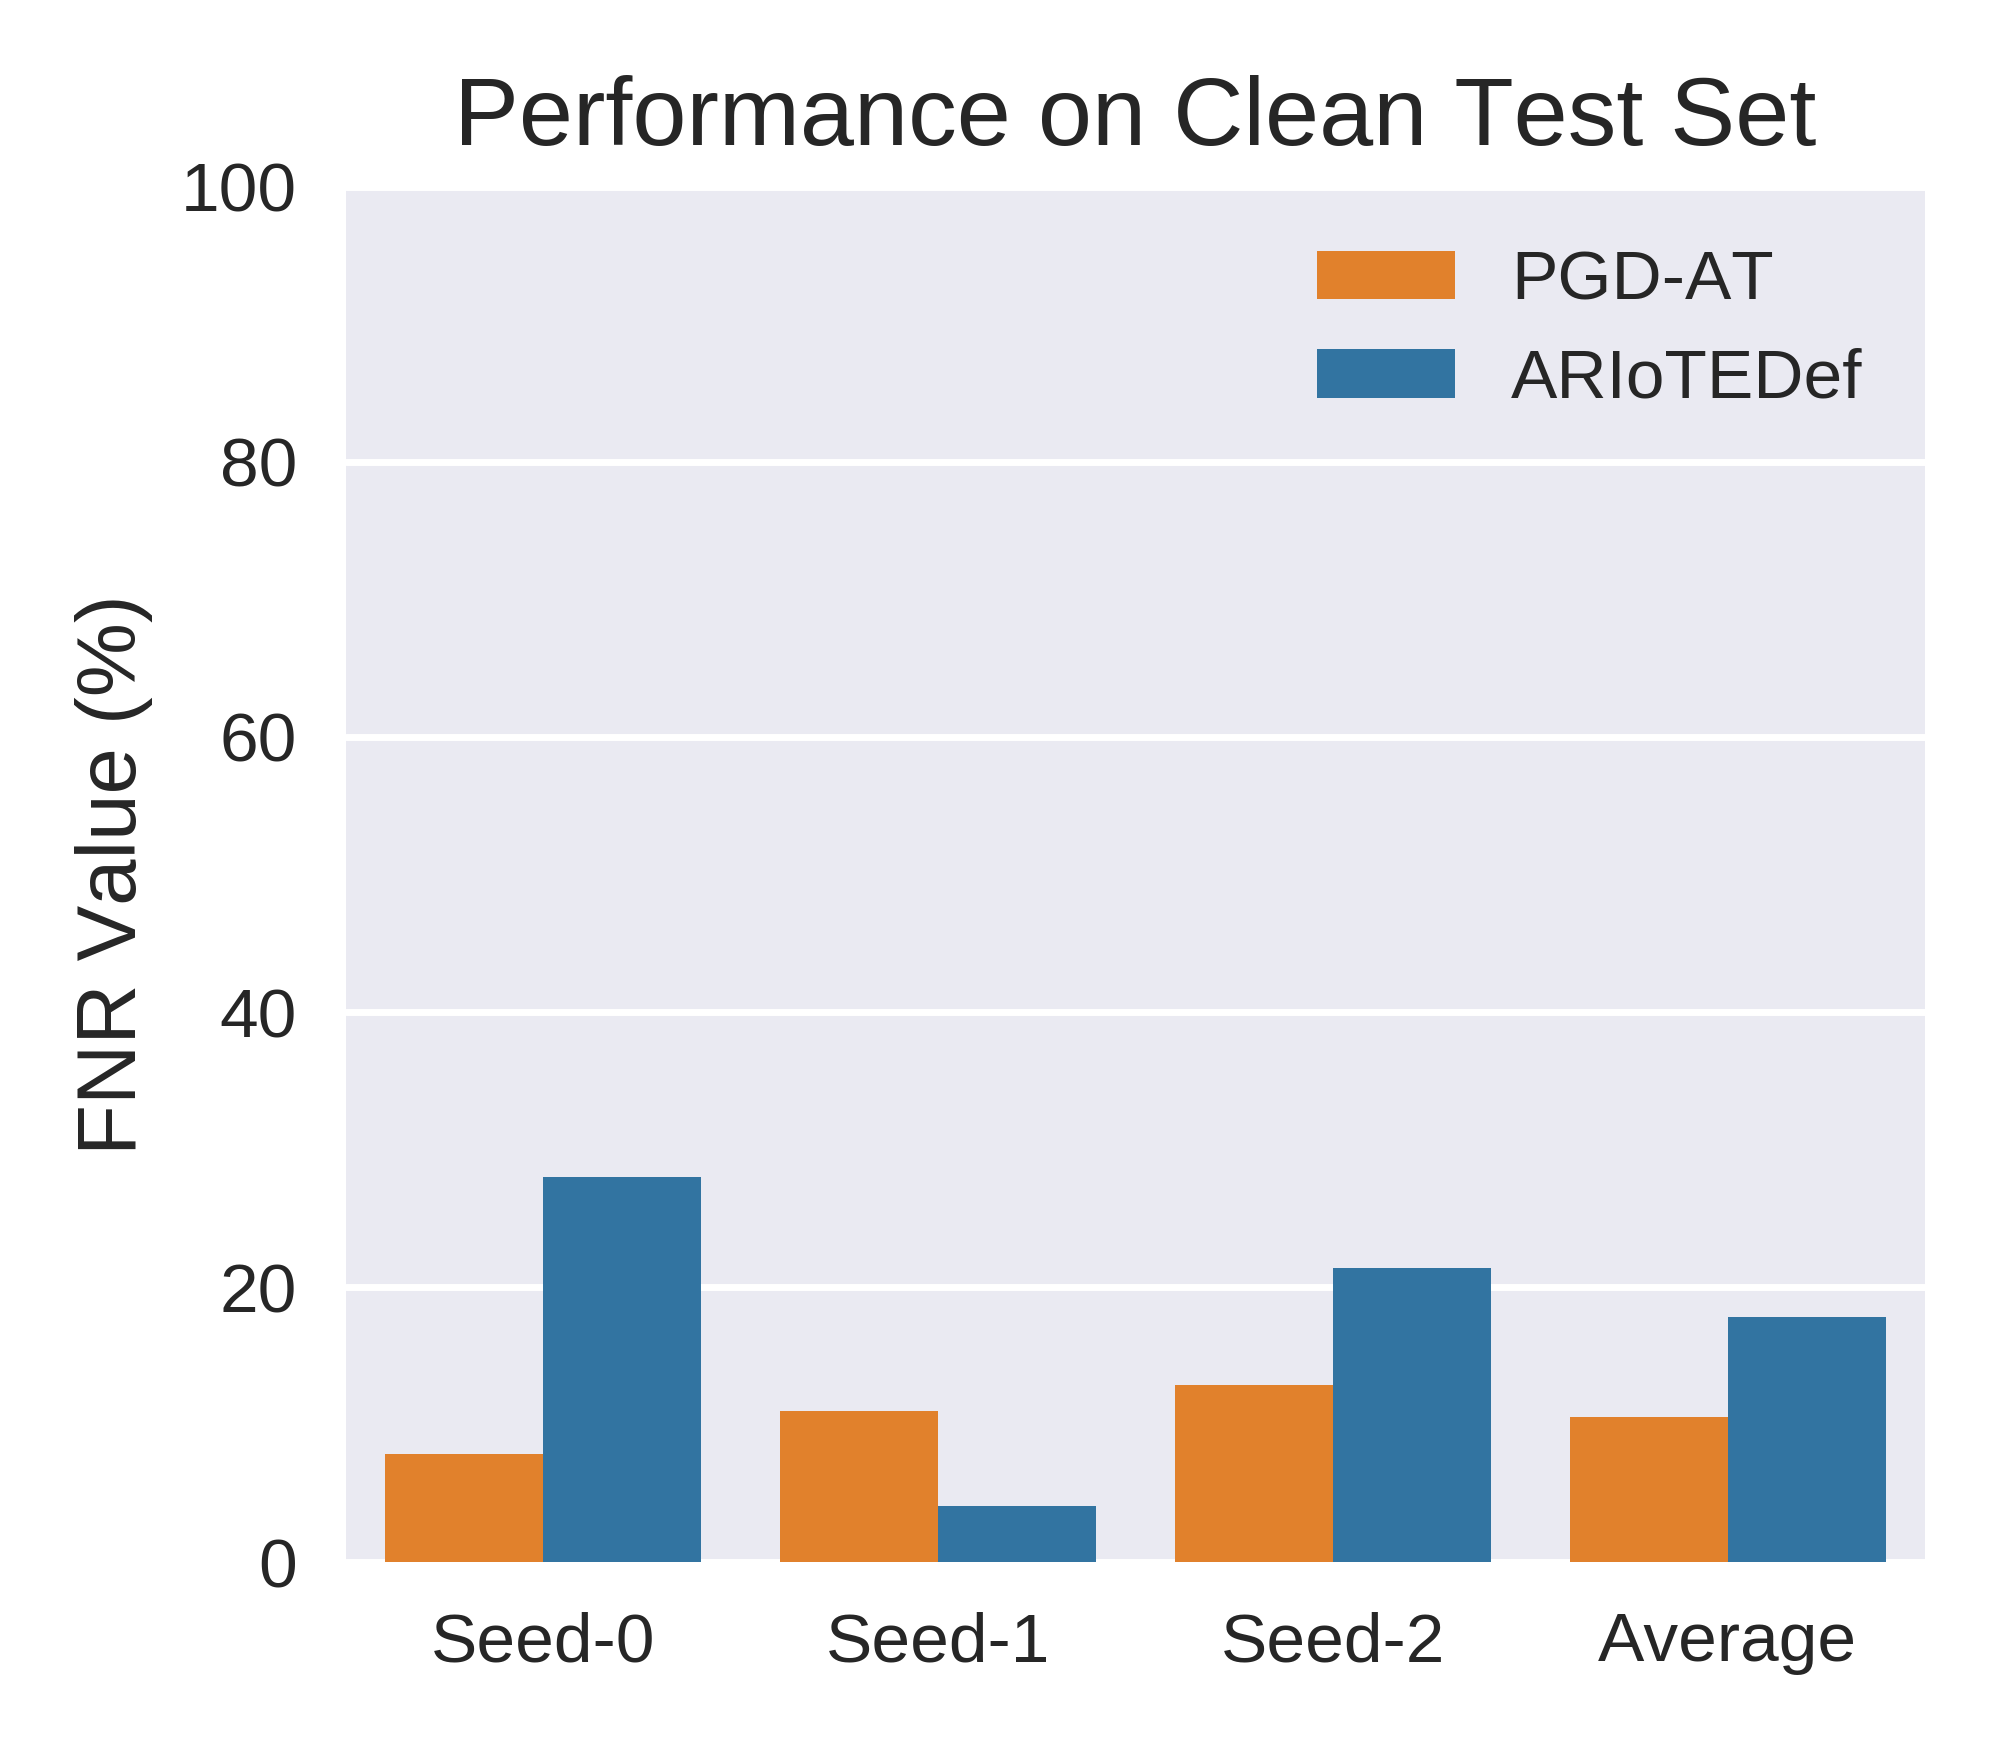 Performance on Clean Test Set
FNR Value (%)
100
80
60
40
20
0
PGD-AT
ARIoTEDef
Seed-0
Seed-1
Seed-2
Average